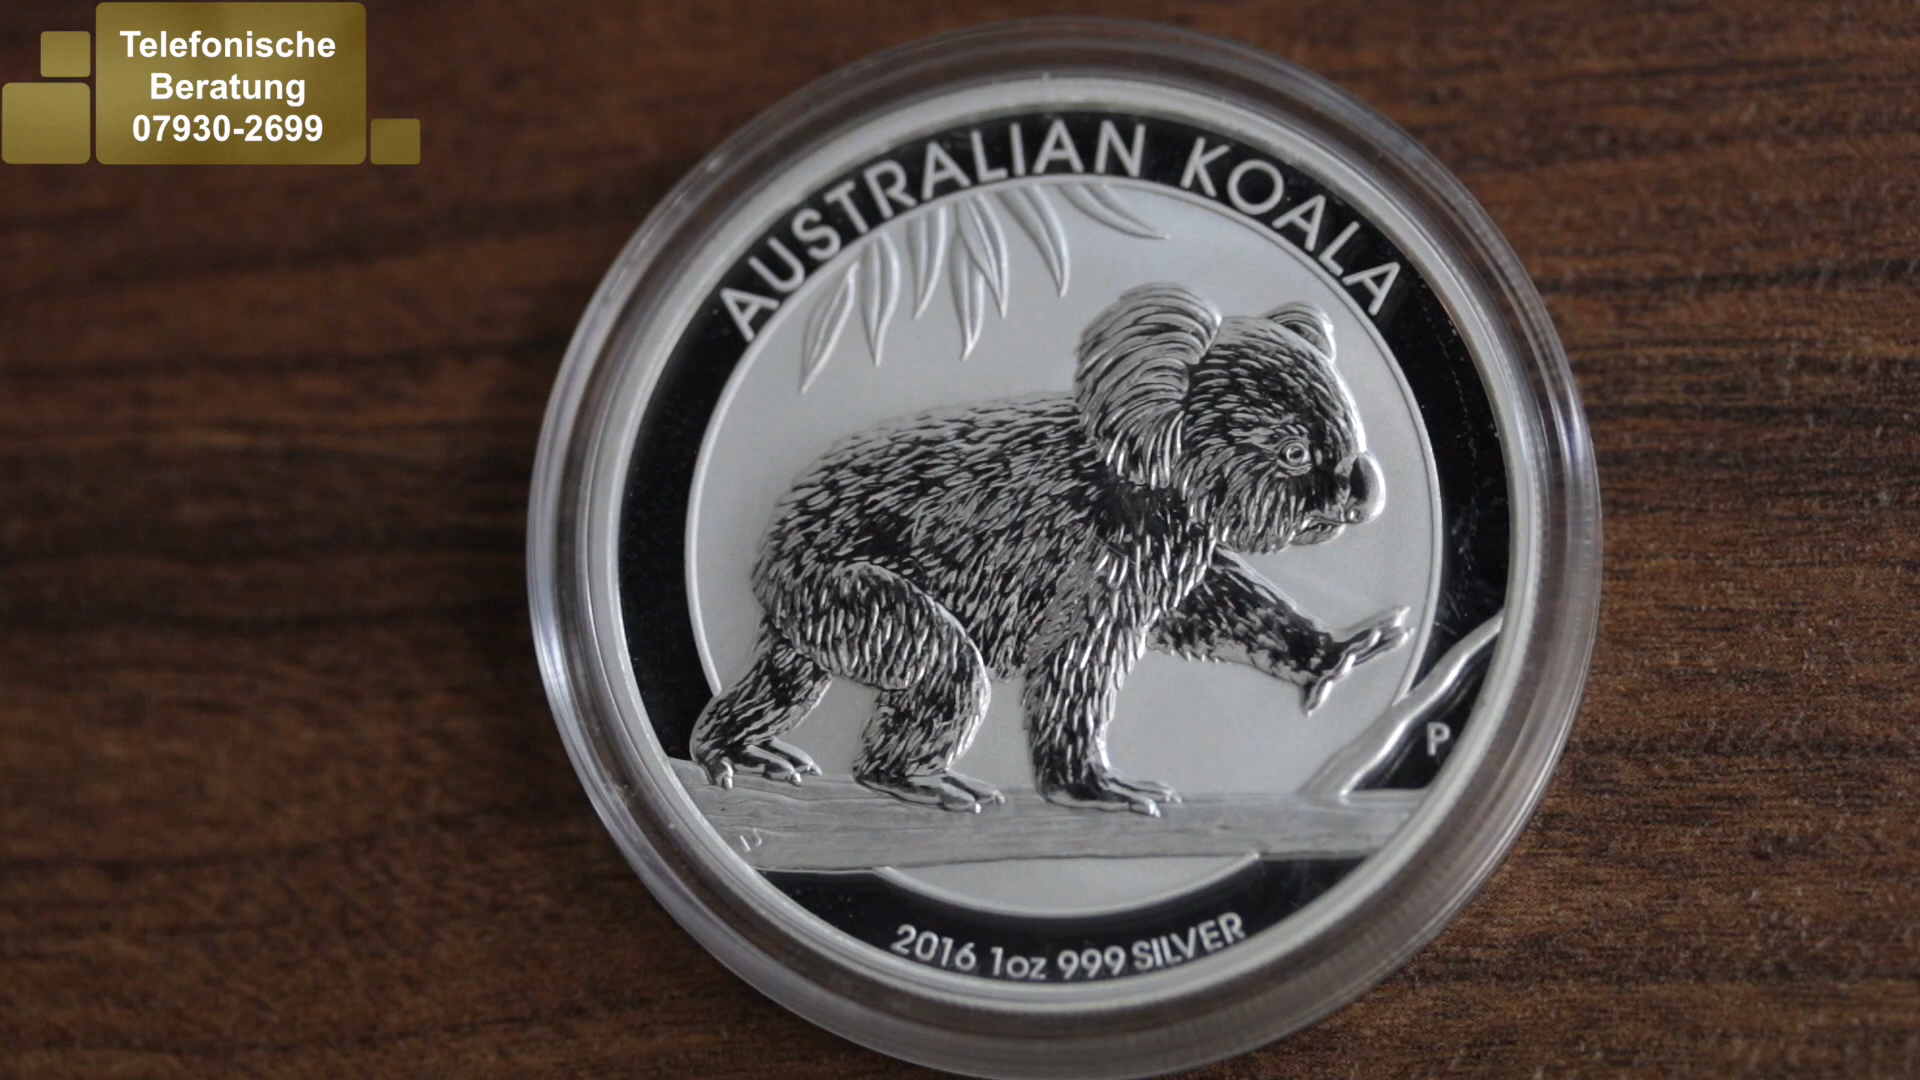 Telefonische
Beratung
07930-2699
AUSTRALIAN KOALA
P
2016 1oz 999 SILVER